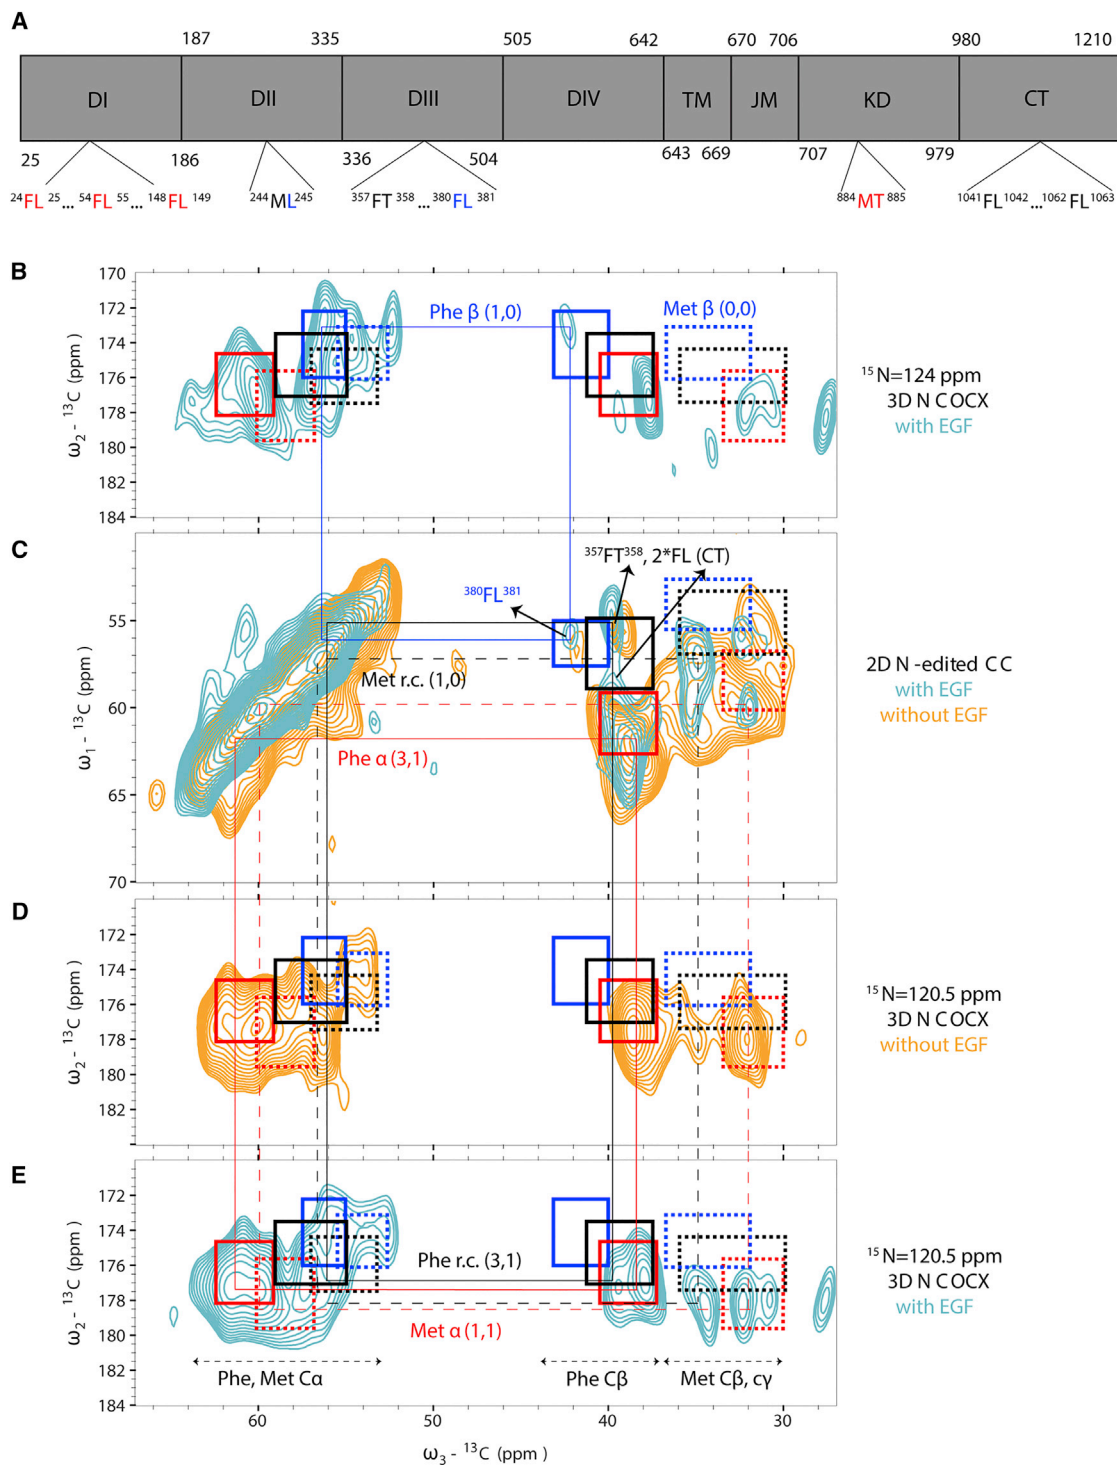 A
187 335 505 642 670 706 980 1210
DI DII DIII DIV TM JM KD CT
25 186 336 504 643 669 707 979
²⁴FL²⁵... ⁵⁴FL⁵⁵... ¹⁴⁸FL¹⁴⁹ ²⁴⁴ML²⁴⁵ ³⁵⁷FT³⁵⁸...³⁸⁰FL³⁸¹ ⁸⁸⁴MT⁸⁸⁵ ¹⁰⁴¹FL¹⁰⁴²...¹⁰⁶²FL¹⁰⁶³
B
170
172
174
176
178
180
182
184
ω₂ - ¹³C (ppm)
Phe β (1,0)
Met β (0,0)
¹⁵N=124 ppm
3D NCOCX
with EGF
C
55
60
65
70
ω₁ - ¹³C (ppm)
³⁵⁷FT³⁵⁸, 2*FL (CT)
³⁸⁰FL³⁸¹
Met r.c. (1,0)
Phe α (3,1)
2D N-edited CC
with EGF
without EGF
D
172
174
176
178
180
182
ω₂ - ¹³C (ppm)
¹⁵N=120.5 ppm
3D NCOCX
without EGF
E
172
174
176
178
180
182
184
ω₂ - ¹³C (ppm)
Phe r.c. (3,1)
Met α (1,1)
Phe, Met Cα
Phe Cβ
Met Cβ, cγ
¹⁵N=120.5 ppm
3D NCOCX
with EGF
60 50 40 30
ω₃ - ¹³C (ppm)